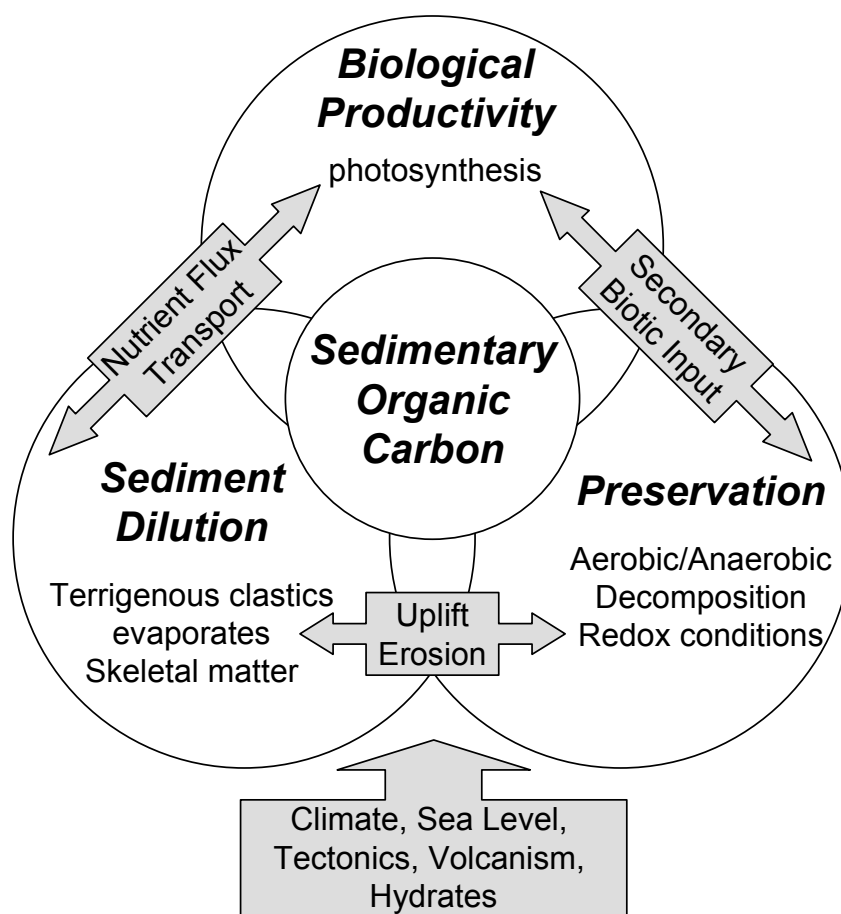 Biological
Productivity
photosynthesis
Nutrient Flux
Transport
Secondary
Biotic Input
Sedimentary
Organic
Carbon
Sediment
Dilution
Terrigenous clastics
evaporates
Skeletal matter
Preservation
Aerobic/Anaerobic
Decomposition
Redox conditions
Uplift
Erosion
Climate, Sea Level,
Tectonics, Volcanism,
Hydrates